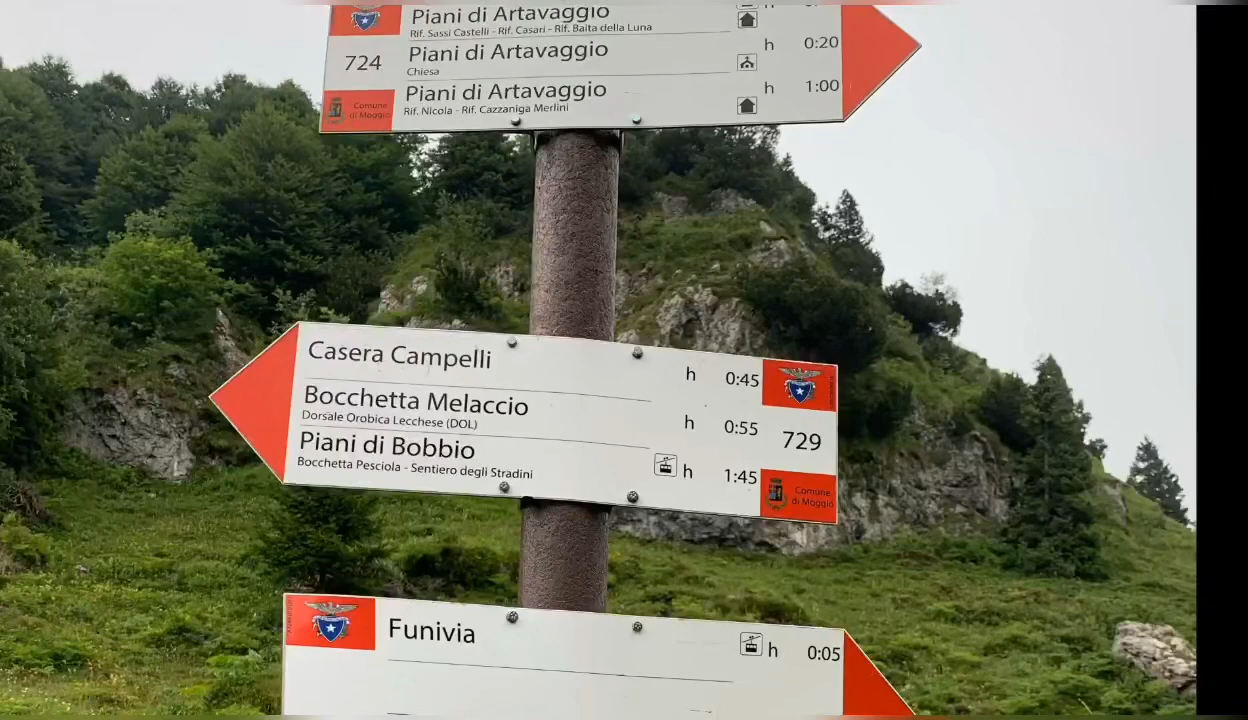 Piani di Artavaggio
Rif. Sassi Castelli - Rif. Casari - Rif. Baita della Luna
h
724
Piani di Artavaggio
Chiesa
h 0:20
Piani di Artavaggio
Rif. Nicola - Rif. Cazzaniga Merlini
h 1:00
Comune
di Moggio
Casera Campelli
h 0:45
Bocchetta Melaccio
Dorsale Orobica Lecchese (DOL)
h 0:55
729
Piani di Bobbio
Bocchetta Pesciola - Sentiero degli Stradini
h 1:45
Comune
di Moggio
Funivia
h 0:05